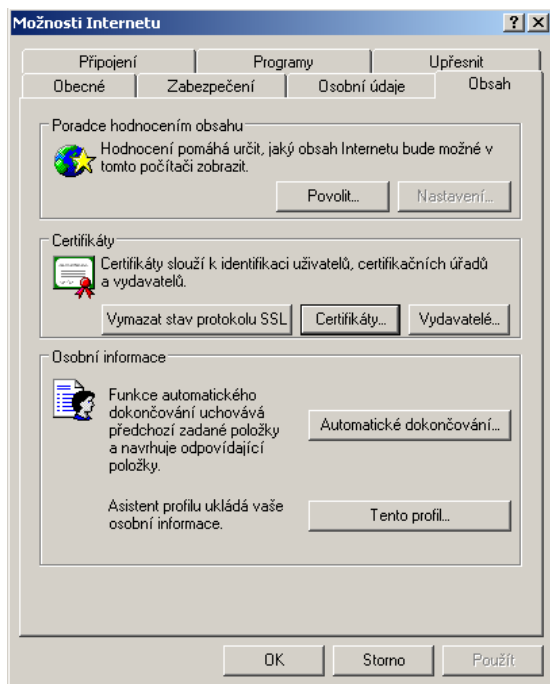 Možnosti Internetu
Připojení Programy Upřesnit
Obecné Zabezpečení Osobní údaje Obsah
Poradce hodnocením obsahu
Hodnocení pomáhá určit, jaký obsah Internetu bude možné v
tomto počítači zobrazit.
Povolit... Nastavení...
Certifikáty
Certifikáty slouží k identifikaci uživatelů, certifikačních úřadů
a vydavatelů.
Vymazat stav protokolu SSL Certifikáty... Vydavatelé...
Osobní informace
Funkce automatického
dokončování uchovává
předchozí zadané položky
a navrhuje odpovídající
položky.
Automatické dokončování...
Asistent profilu ukládá vaše
osobní informace.
Tento profil...
OK Storno Použít